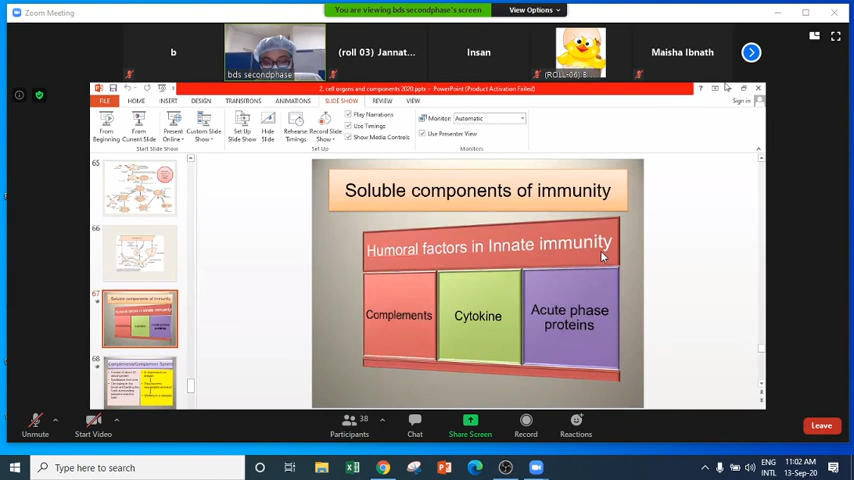 Zoom Meeting
You are viewing bds secondphase's screen
View Options
b
bds secondphase
(roll 03) Jannat...
Insan
(ROLL-06) B...
Maisha Ibnath
2. cell organs and components 2020.pptx - PowerPoint (Product Activation Failed)
FILE HOME INSERT DESIGN TRANSITIONS ANIMATIONS SLIDE SHOW REVIEW VIEW
Sign in
From Beginning
From Current Slide
Present Online
Custom Slide Show
Start Slide Show
Set Up Slide Show
Hide Slide
Rehearse Timings
Record Slide Show
Play Narrations
Use Timings
Show Media Controls
Set Up
Monitor: Automatic
Use Presenter View
Monitors
65
66
67
Soluble components of immunity
68
Soluble components of immunity
Humoral factors in Innate immunity
Complements
Cytokine
Acute phase
proteins
Unmute
Start Video
38
Participants
Chat
Share Screen
Record
Reactions
Leave
Type here to search
ENG
INTL
11:02 AM
13-Sep-20